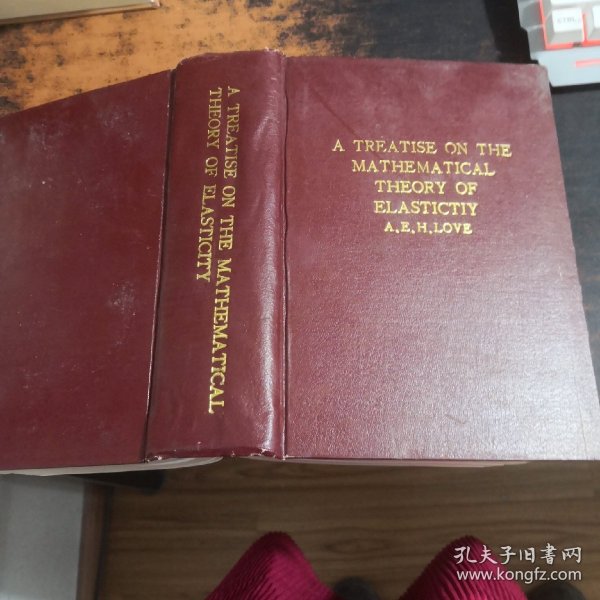 A TREATISE ON THE MATHEMATICAL
THEORY OF ELASTICITY
A TREATISE ON THE
MATHEMATICAL
THEORY OF
ELASTICTIY
A.E.H.LOVE
CTRL
孔夫子旧书网
www.kongfz.com